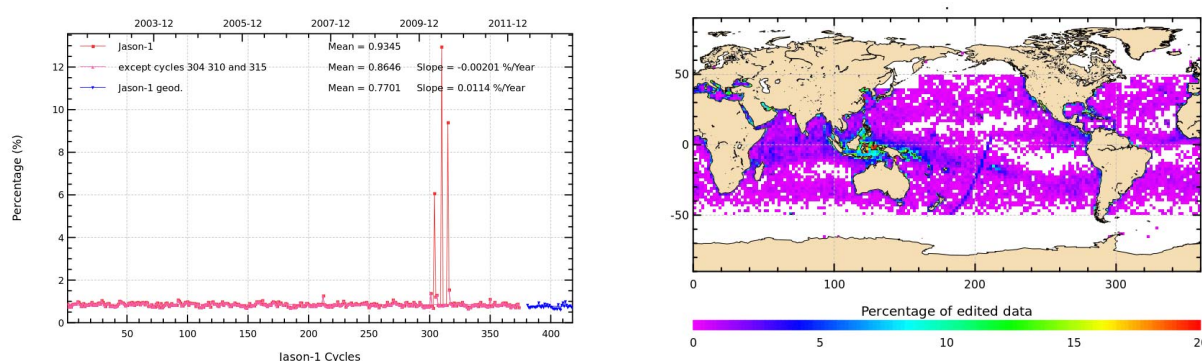 2003-12 2005-12 2007-12 2009-12 2011-12
Jason-1 Mean = 0.9345
except cycles 304 310 and 315 Mean = 0.8646 Slope = -0.00201 %/Year
Jason-1 geod. Mean = 0.7701 Slope = 0.0114 %/Year
Percentage (%)
12
10
8
6
4
2
0
50 100 150 200 250 300 350 400
Jason-1 Cycles
50
0
-50
0 100 200 300
Percentage of edited data
0 5 10 15 2